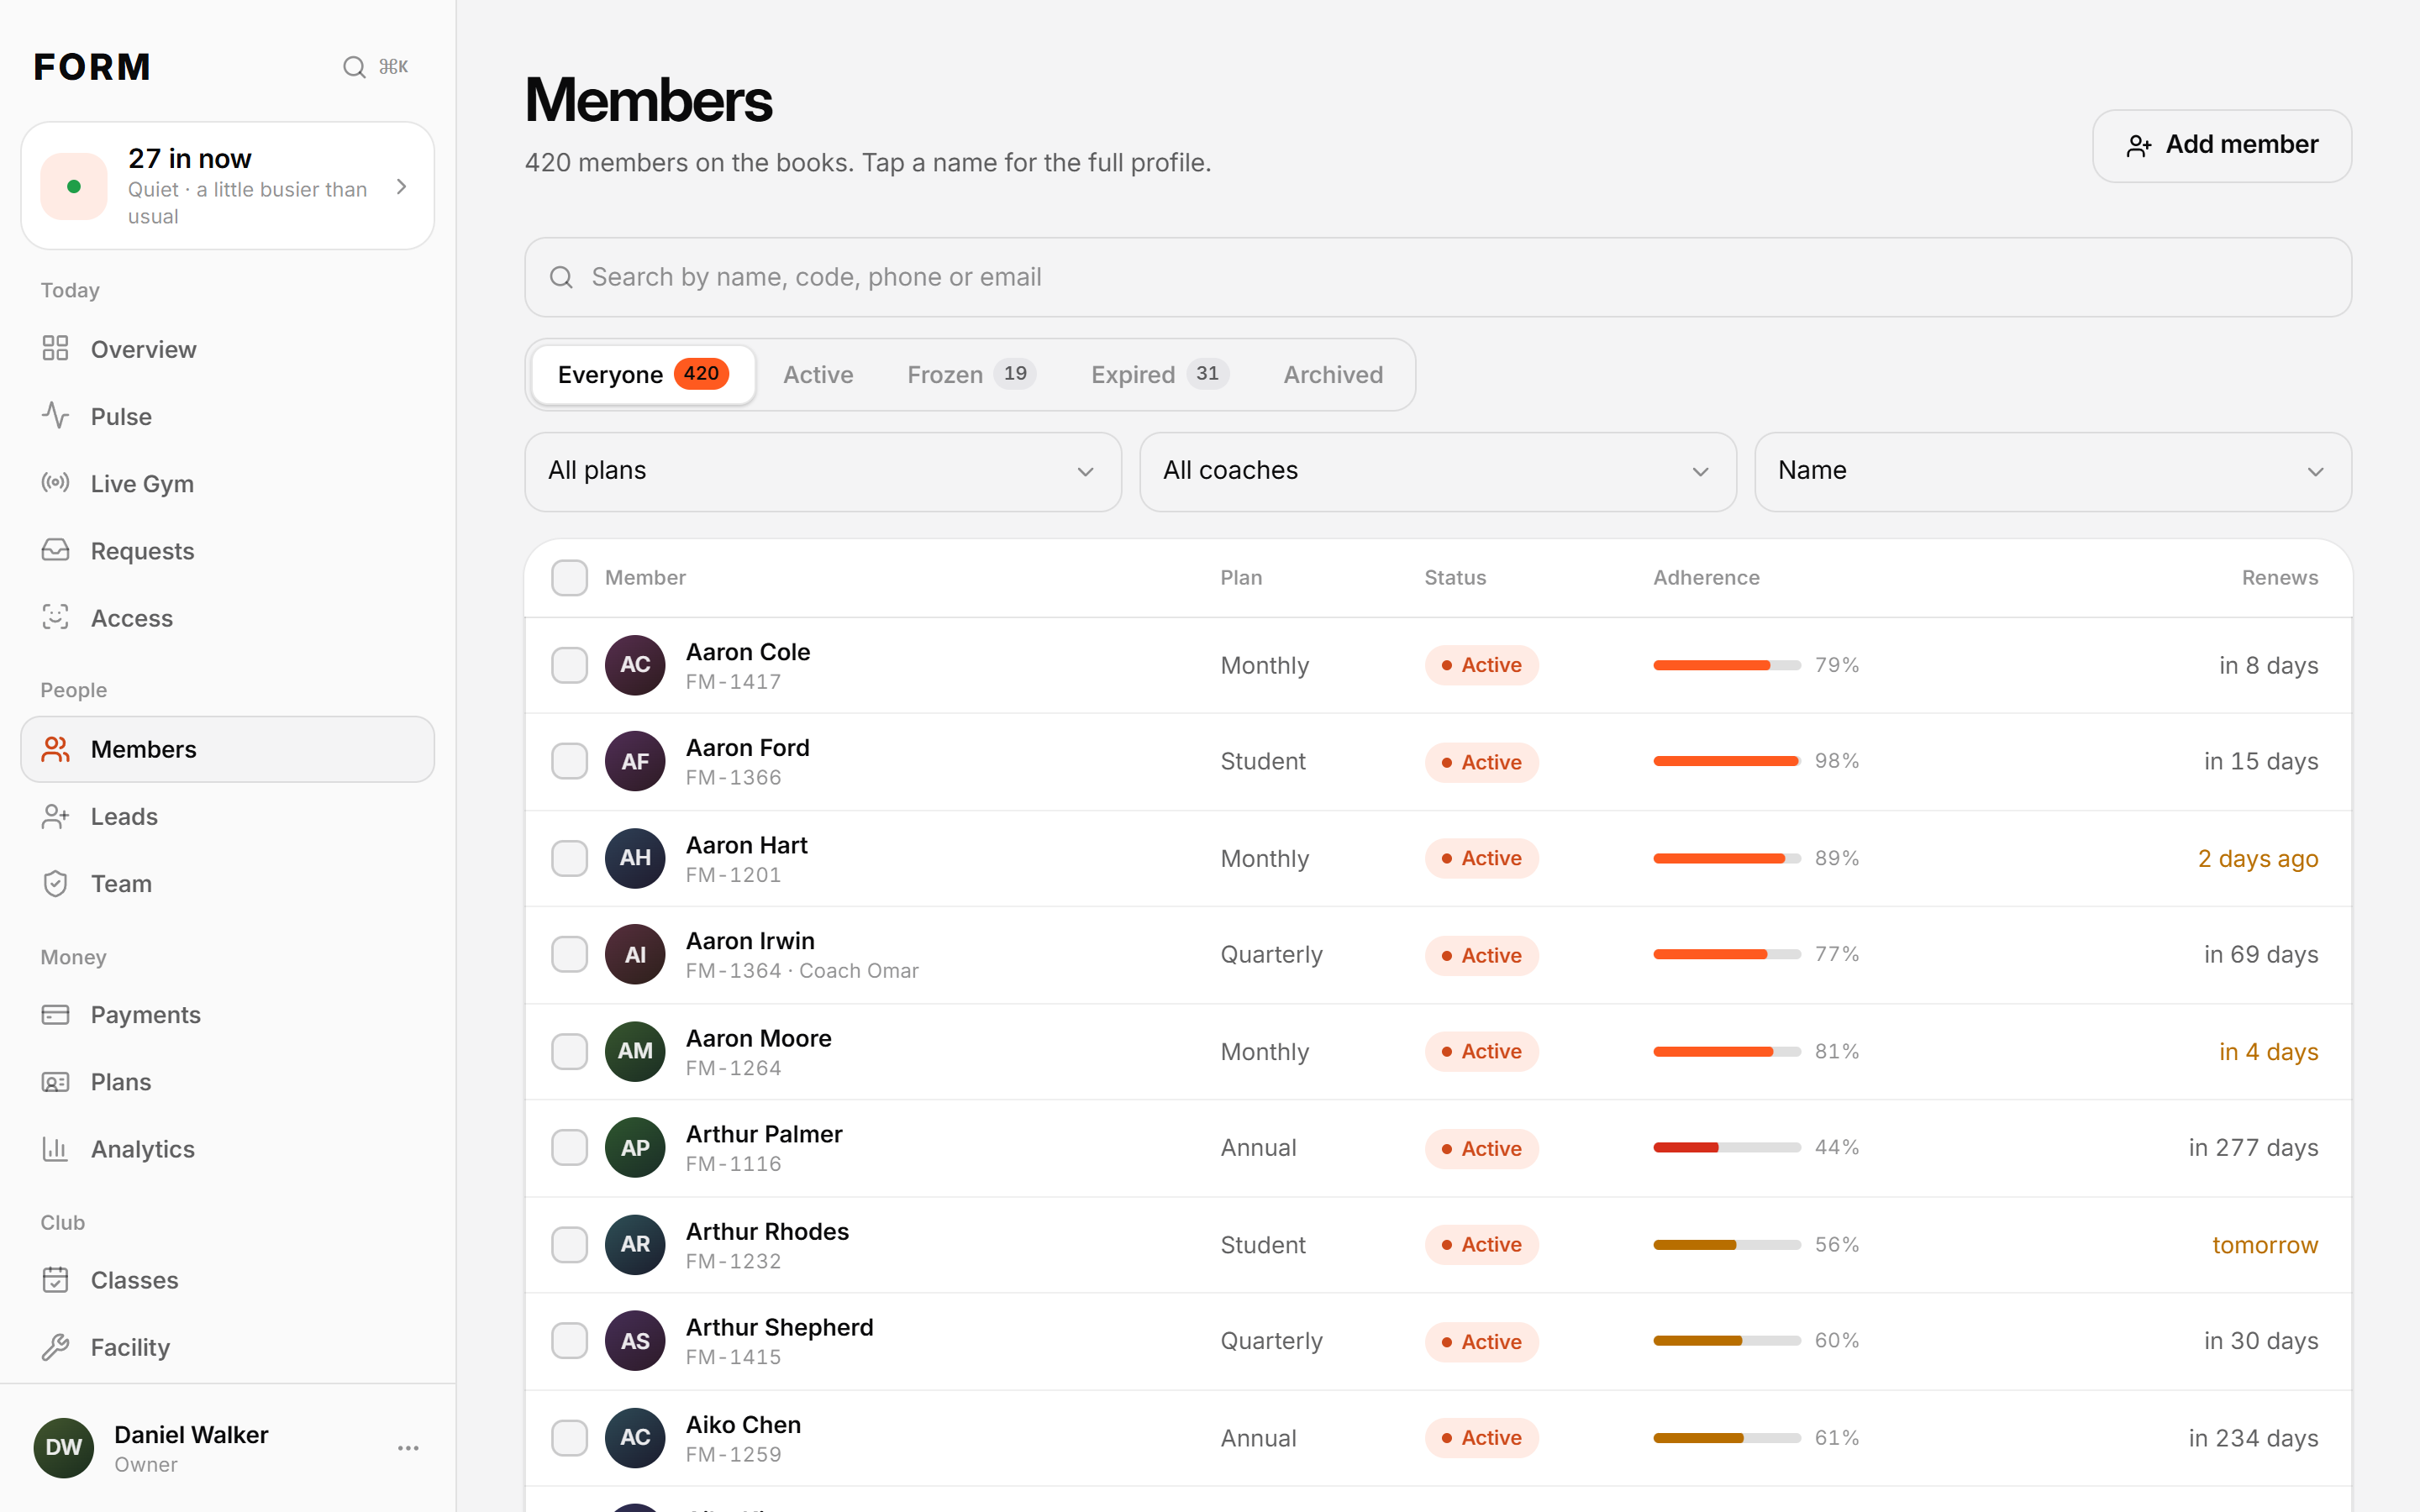 FORM
⌘K
27 in now
Quiet · a little busier than
usual
Today
Overview
Pulse
Live Gym
Requests
Access
People
Members
Leads
Team
Money
Payments
Plans
Analytics
Club
Classes
Facility
DW
Daniel Walker
Owner
Members
420 members on the books. Tap a name for the full profile.
Add member
Search by name, code, phone or email
Everyone 420 Active Frozen 19 Expired 31 Archived
All plans All coaches Name
Member Plan Status Adherence Renews
AC Aaron Cole Monthly Active 79% in 8 days
FM-1417
AF Aaron Ford Student Active 98% in 15 days
FM-1366
AH Aaron Hart Monthly Active 89% 2 days ago
FM-1201
AI Aaron Irwin Quarterly Active 77% in 69 days
FM-1364 · Coach Omar
AM Aaron Moore Monthly Active 81% in 4 days
FM-1264
AP Arthur Palmer Annual Active 44% in 277 days
FM-1116
AR Arthur Rhodes Student Active 56% tomorrow
FM-1232
AS Arthur Shepherd Quarterly Active 60% in 30 days
FM-1415
AC Aiko Chen Annual Active 61% in 234 days
FM-1259